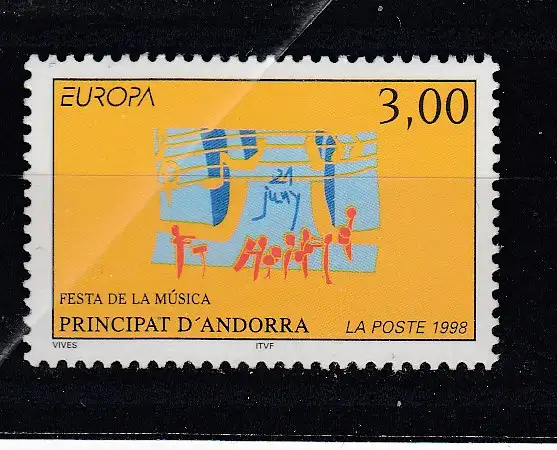 EUROPA
3,00
21
juny
FESTA DE LA MÚSICA
PRINCIPAT D´ANDORRA
LA POSTE 1998
VIVES
ITVF